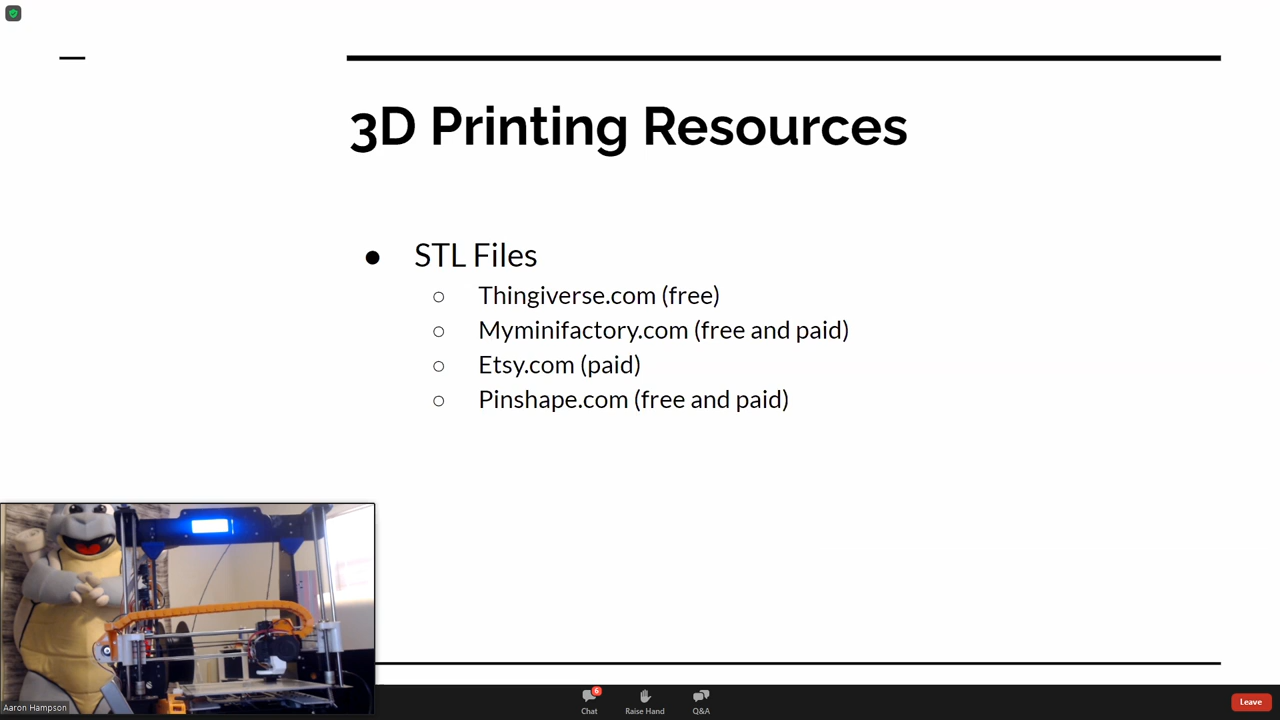 3D Printing Resources
● STL Files
○ Thingiverse.com (free)
○ Myminifactory.com (free and paid)
○ Etsy.com (paid)
○ Pinshape.com (free and paid)
Aaron Hampson
6
Chat
Raise Hand
Q&A
Leave